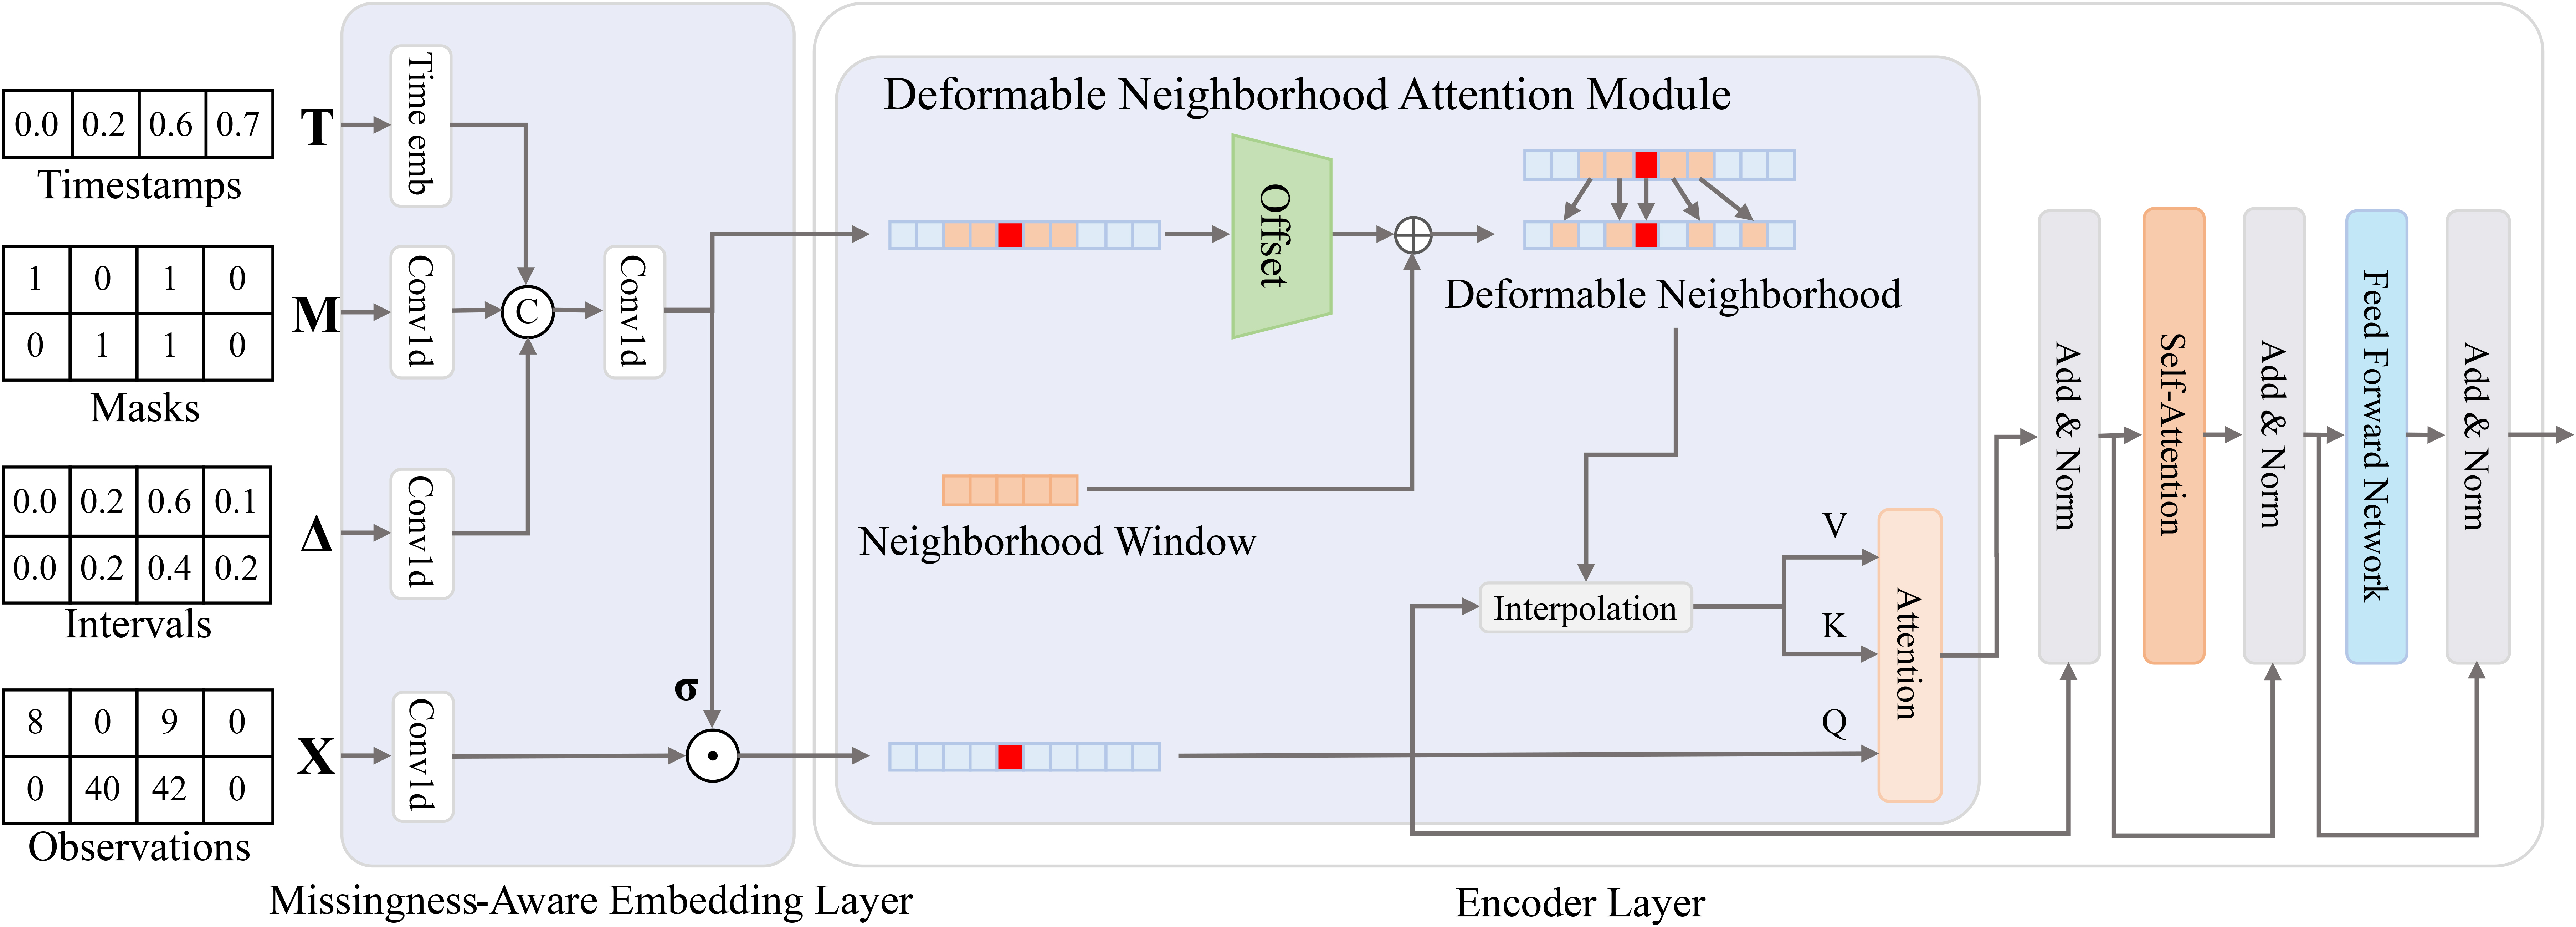 0.0 0.2 0.6 0.7
Timestamps
T
Time emb
1 0 1 0
0 1 1 0
Masks
M
Conv1d
C
Conv1d
0.0 0.2 0.6 0.1
0.0 0.2 0.4 0.2
Intervals
Δ
Conv1d
8 0 9 0
0 40 42 0
Observations
X
Conv1d
σ
Missingness-Aware Embedding Layer
Deformable Neighborhood Attention Module
Offset
Deformable Neighborhood
Neighborhood Window
Interpolation
V
K
Q
Attention
Add & Norm
Self-Attention
Add & Norm
Feed Forward Network
Add & Norm
Encoder Layer